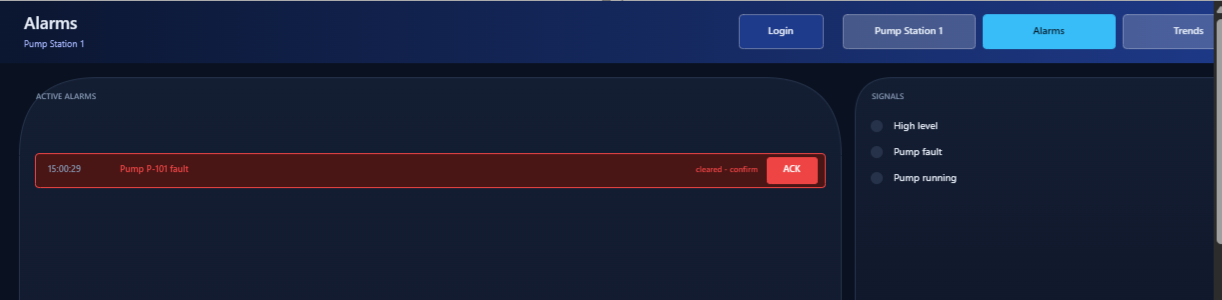 Alarms
Pump Station 1
Login
Pump Station 1
Alarms
Trends
ACTIVE ALARMS
15:00:29 Pump P-101 fault cleared - confirm ACK
SIGNALS
High level
Pump fault
Pump running